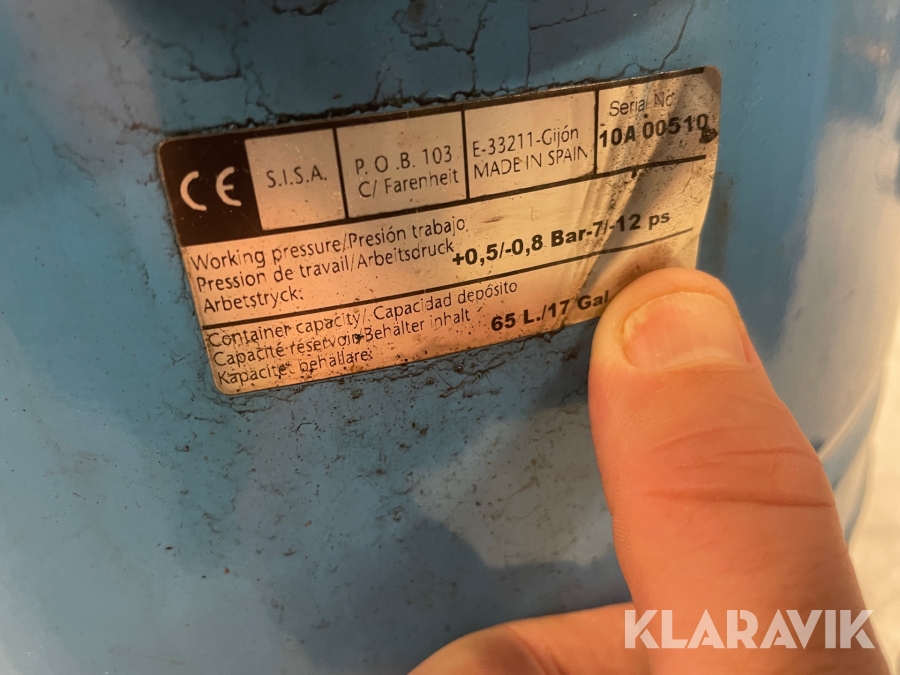 CE
S.I.S.A.
P.O.B. 103
C/ Farenheit
E-33211-Gijón
MADE IN SPAIN
Serial No
10A 00510
Working pressure/Presión trabajo
Pression de travail/Arbeitsdruck
Arbetstryck:
+0,5/-0,8 Bar-7/-12 ps
Container capacity/.Capacidad depósito
Capacité réservoir/Behälter inhalt
Kapacitet behållare:
65 L./17 Gal
KLARAVIK